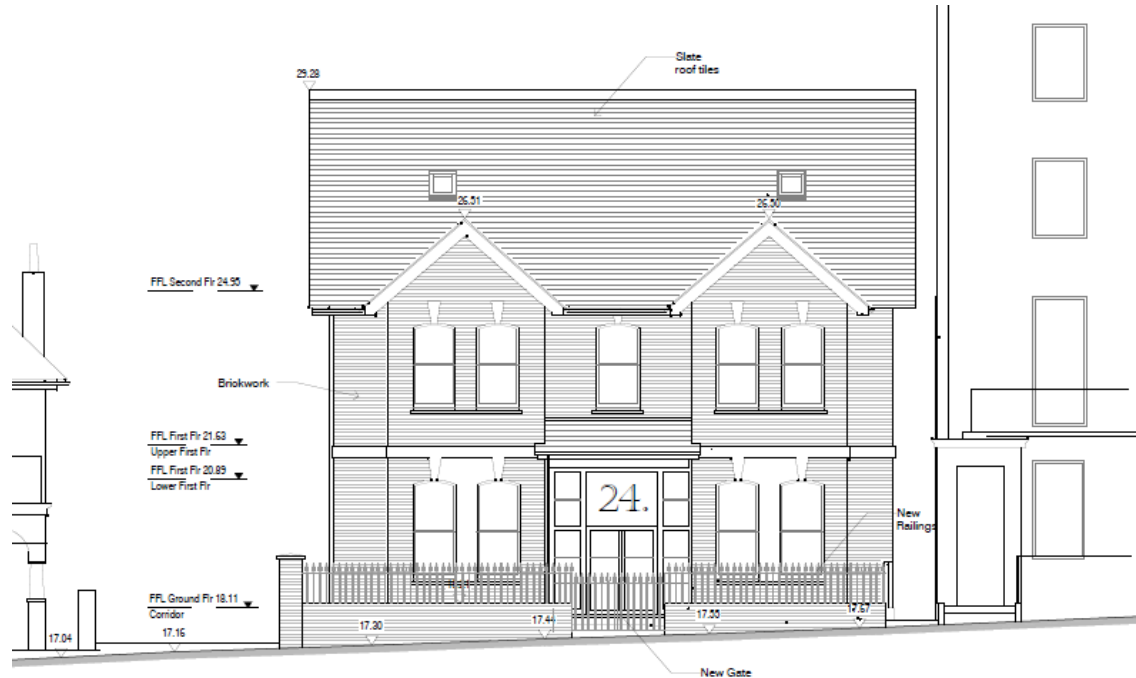 Slate
roof tiles
29.28
26.51
26.50
FFL Second Flr 24.95
Brickwork
FFL First Flr 21.63
Upper First Flr
FFL First Flr 20.89
Lower First Flr
24.
New
Railings
FFL Ground Flr 18.11
Corridor
17.04
17.16
17.30
17.44
17.55
17.67
New Gate